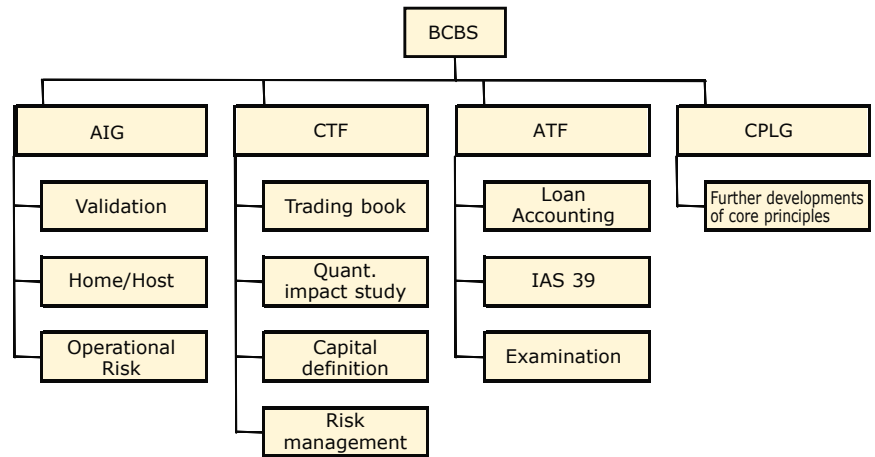 BCBS
AIG
CTF
ATF
CPLG
Validation
Trading book
Loan
Accounting
Further developments
of core principles
Home/Host
Quant.
impact study
IAS 39
Operational
Risk
Capital
definition
Examination
Risk
management